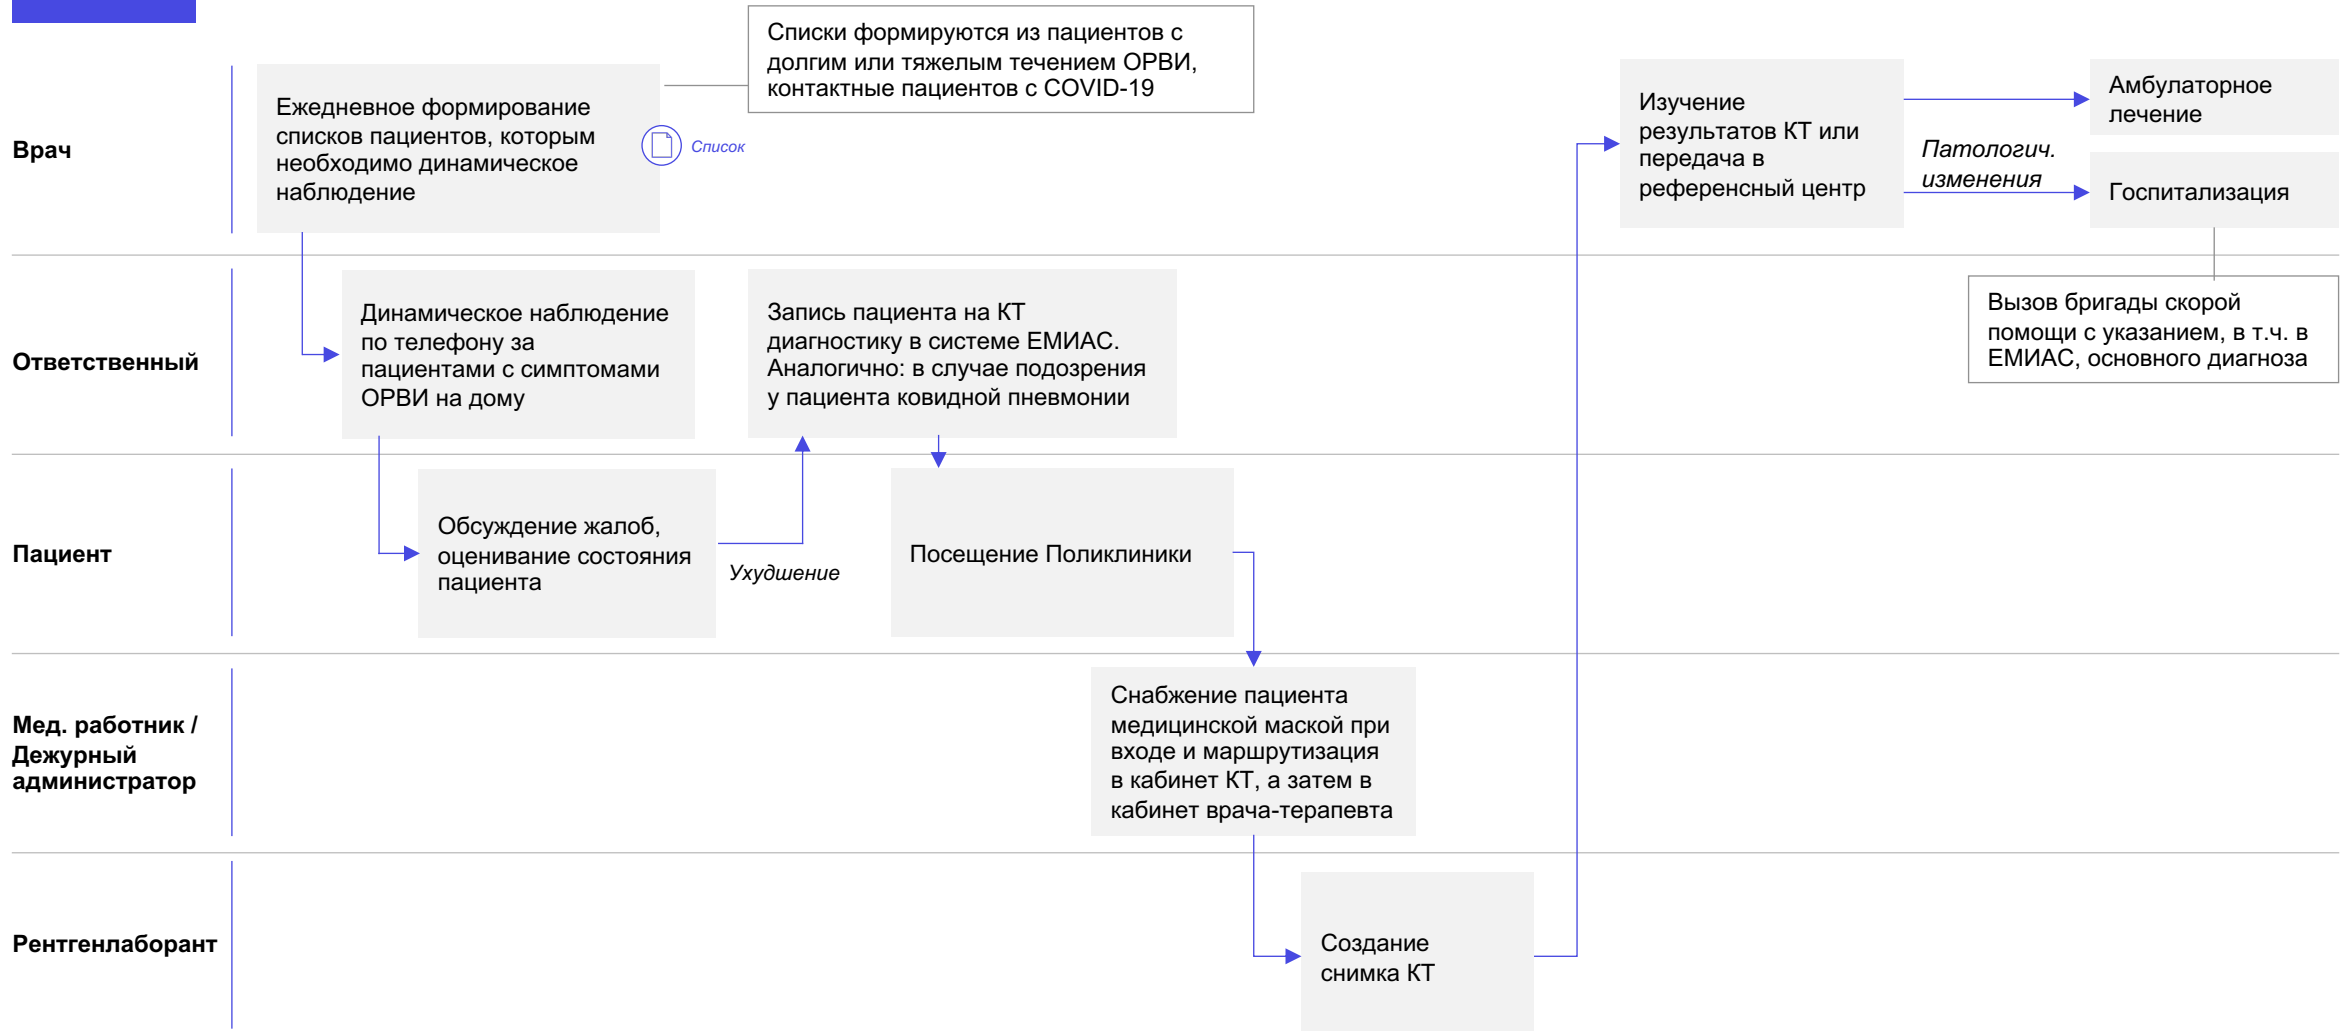 Списки формируются из пациентов с
долгим или тяжелым течением ОРВИ,
контактные пациентов с COVID-19
Врач
Ежедневное формирование
списков пациентов, которым
необходимо динамическое
наблюдение
Список
Изучение
результатов КТ или
передача в
референсный центр
Патологич.
изменения
Амбулаторное
лечение
Госпитализация
Ответственный
Динамическое наблюдение
по телефону за
пациентами с симптомами
ОРВИ на дому
Запись пациента на КТ
диагностику в системе ЕМИАС.
Аналогично: в случае подозрения
у пациента ковидной пневмонии
Вызов бригады скорой
помощи с указанием, в т.ч. в
ЕМИАС, основного диагноза
Пациент
Обсуждение жалоб,
оценивание состояния
пациента
Ухудшение
Посещение Поликлиники
Мед. работник /
Дежурный
администратор
Снабжение пациента
медицинской маской при
входе и маршрутизация
в кабинет КТ, а затем в
кабинет врача-терапевта
Рентгенлаборант
Создание
снимка КТ